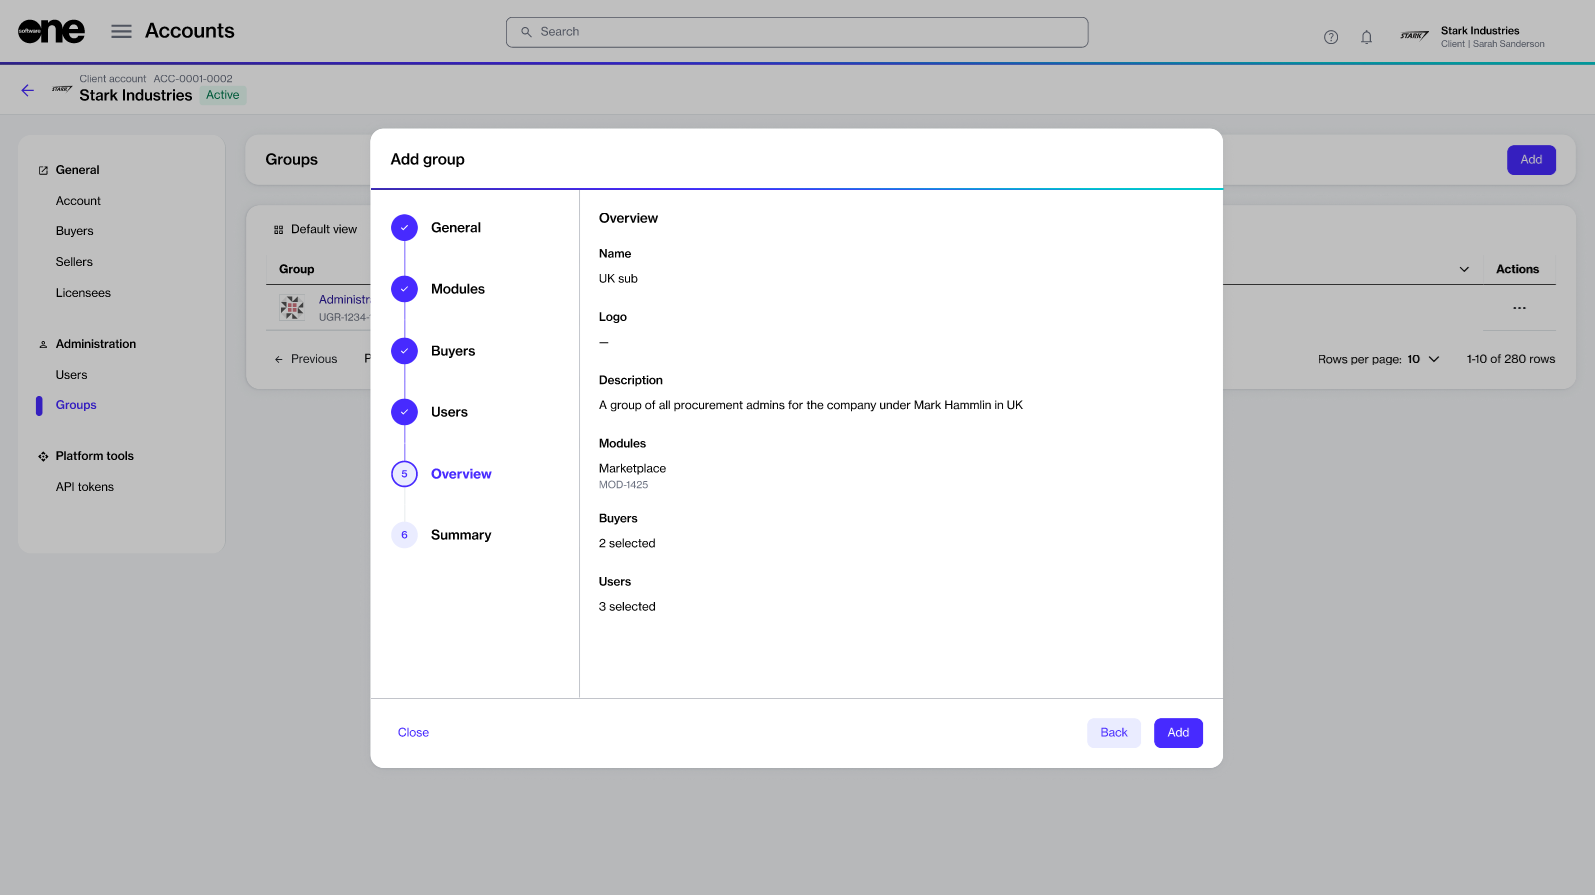 software
one
Accounts
Search
STARK
Stark Industries
Client | Sarah Sanderson
Client account ACC-0001-0002
STARK
Stark Industries
Active
General
Account
Buyers
Sellers
Licensees
Administration
Users
Groups
Platform tools
API tokens
Groups
Add
Default view
Group
Actions
Administr
UGR-1234-
Previous
P
Rows per page: 10
1-10 of 280 rows
Add group
General
Modules
Buyers
Users
5 Overview
6 Summary
Overview
Name
UK sub
Logo
—
Description
A group of all procurement admins for the company under Mark Hammlin in UK
Modules
Marketplace
MOD-1425
Buyers
2 selected
Users
3 selected
Close
Back
Add